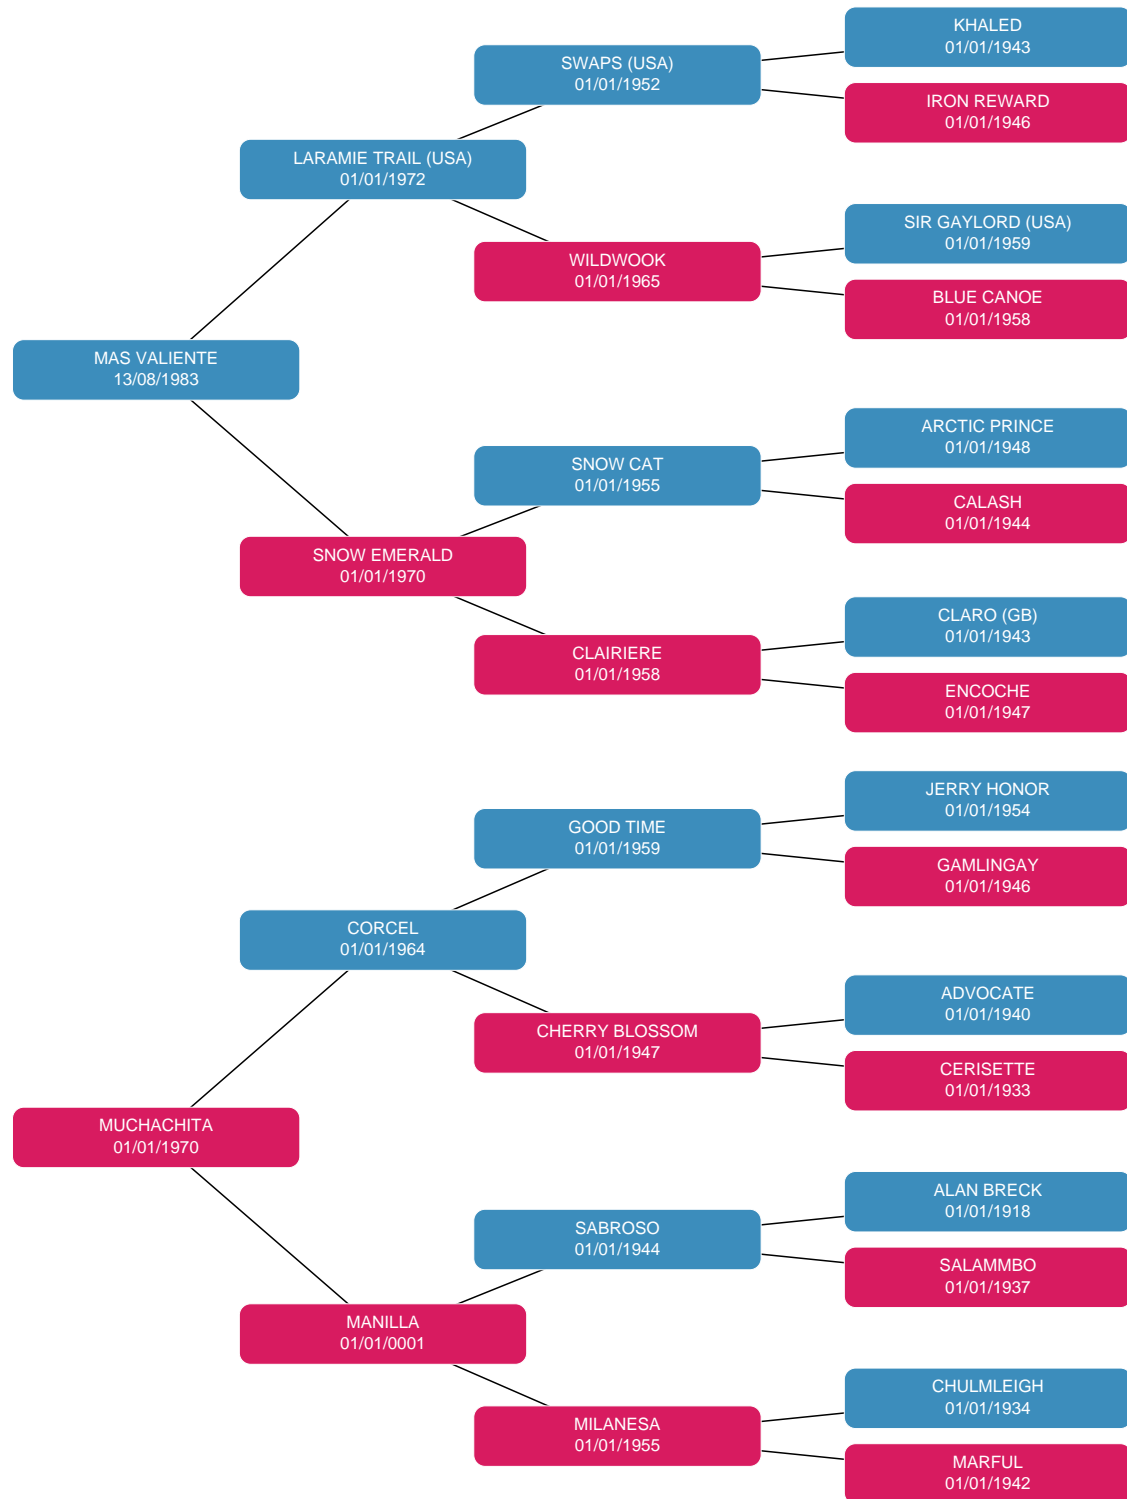 KHALED
01/01/1943
SWAPS (USA)
01/01/1952
IRON REWARD
01/01/1946
LARAMIE TRAIL (USA)
01/01/1972
SIR GAYLORD (USA)
01/01/1959
WILDWOOK
01/01/1965
BLUE CANOE
01/01/1958
MAS VALIENTE
13/08/1983
ARCTIC PRINCE
01/01/1948
SNOW CAT
01/01/1955
CALASH
01/01/1944
SNOW EMERALD
01/01/1970
CLARO (GB)
01/01/1943
CLAIRIERE
01/01/1958
ENCOCHE
01/01/1947
JERRY HONOR
01/01/1954
GOOD TIME
01/01/1959
GAMLINGAY
01/01/1946
CORCEL
01/01/1964
ADVOCATE
01/01/1940
CHERRY BLOSSOM
01/01/1947
CERISETTE
01/01/1933
MUCHACHITA
01/01/1970
ALAN BRECK
01/01/1918
SABROSO
01/01/1944
SALAMMBO
01/01/1937
MANILLA
01/01/0001
CHULMLEIGH
01/01/1934
MILANESA
01/01/1955
MARFUL
01/01/1942